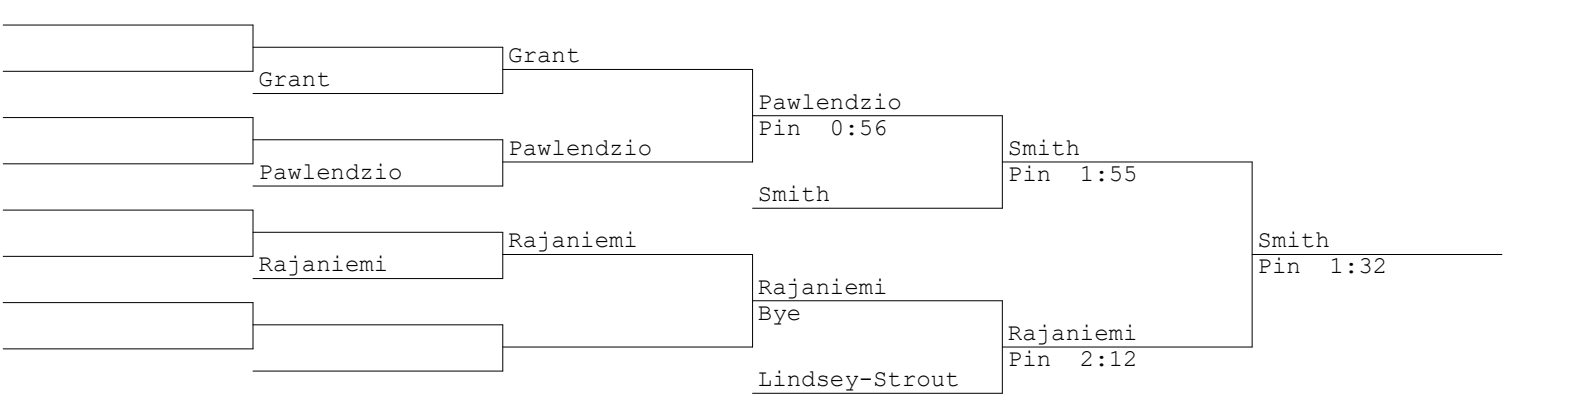 Grant
Grant
Pawlendzio
Pin 0:56
Pawlendzio
Smith
Pin 1:55
Pawlendzio
Smith
Rajaniemi
Smith
Pin 1:32
Rajaniemi
Rajaniemi
Bye
Rajaniemi
Pin 2:12
Lindsey-Strout